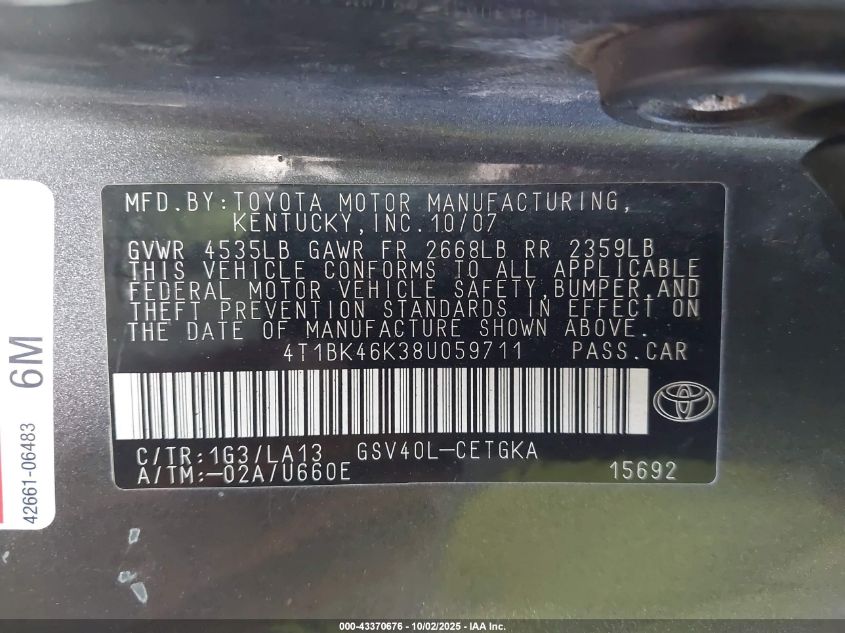 MFD.BY:TOYOTA MOTOR MANUFACTURING,
KENTUCKY,INC.10/07
GVWR 4535LB GAWR FR 2668LB RR 2359LB
THIS VEHICLE CONFORMS TO ALL APPLICABLE
FEDERAL MOTOR VEHICLE SAFETY,BUMPER,AND
THEFT PREVENTION STANDARDS IN EFFECT ON
THE DATE OF MANUFACTURE SHOWN ABOVE.
4T1BK46K38U059711 PASS.CAR
C/TR:1G3/LA13 GSV40L-CETGKA
A/TM:-02A/U660E 15692
6M
42661-06483
000-43370676 - 10/02/2025 - IAA Inc.